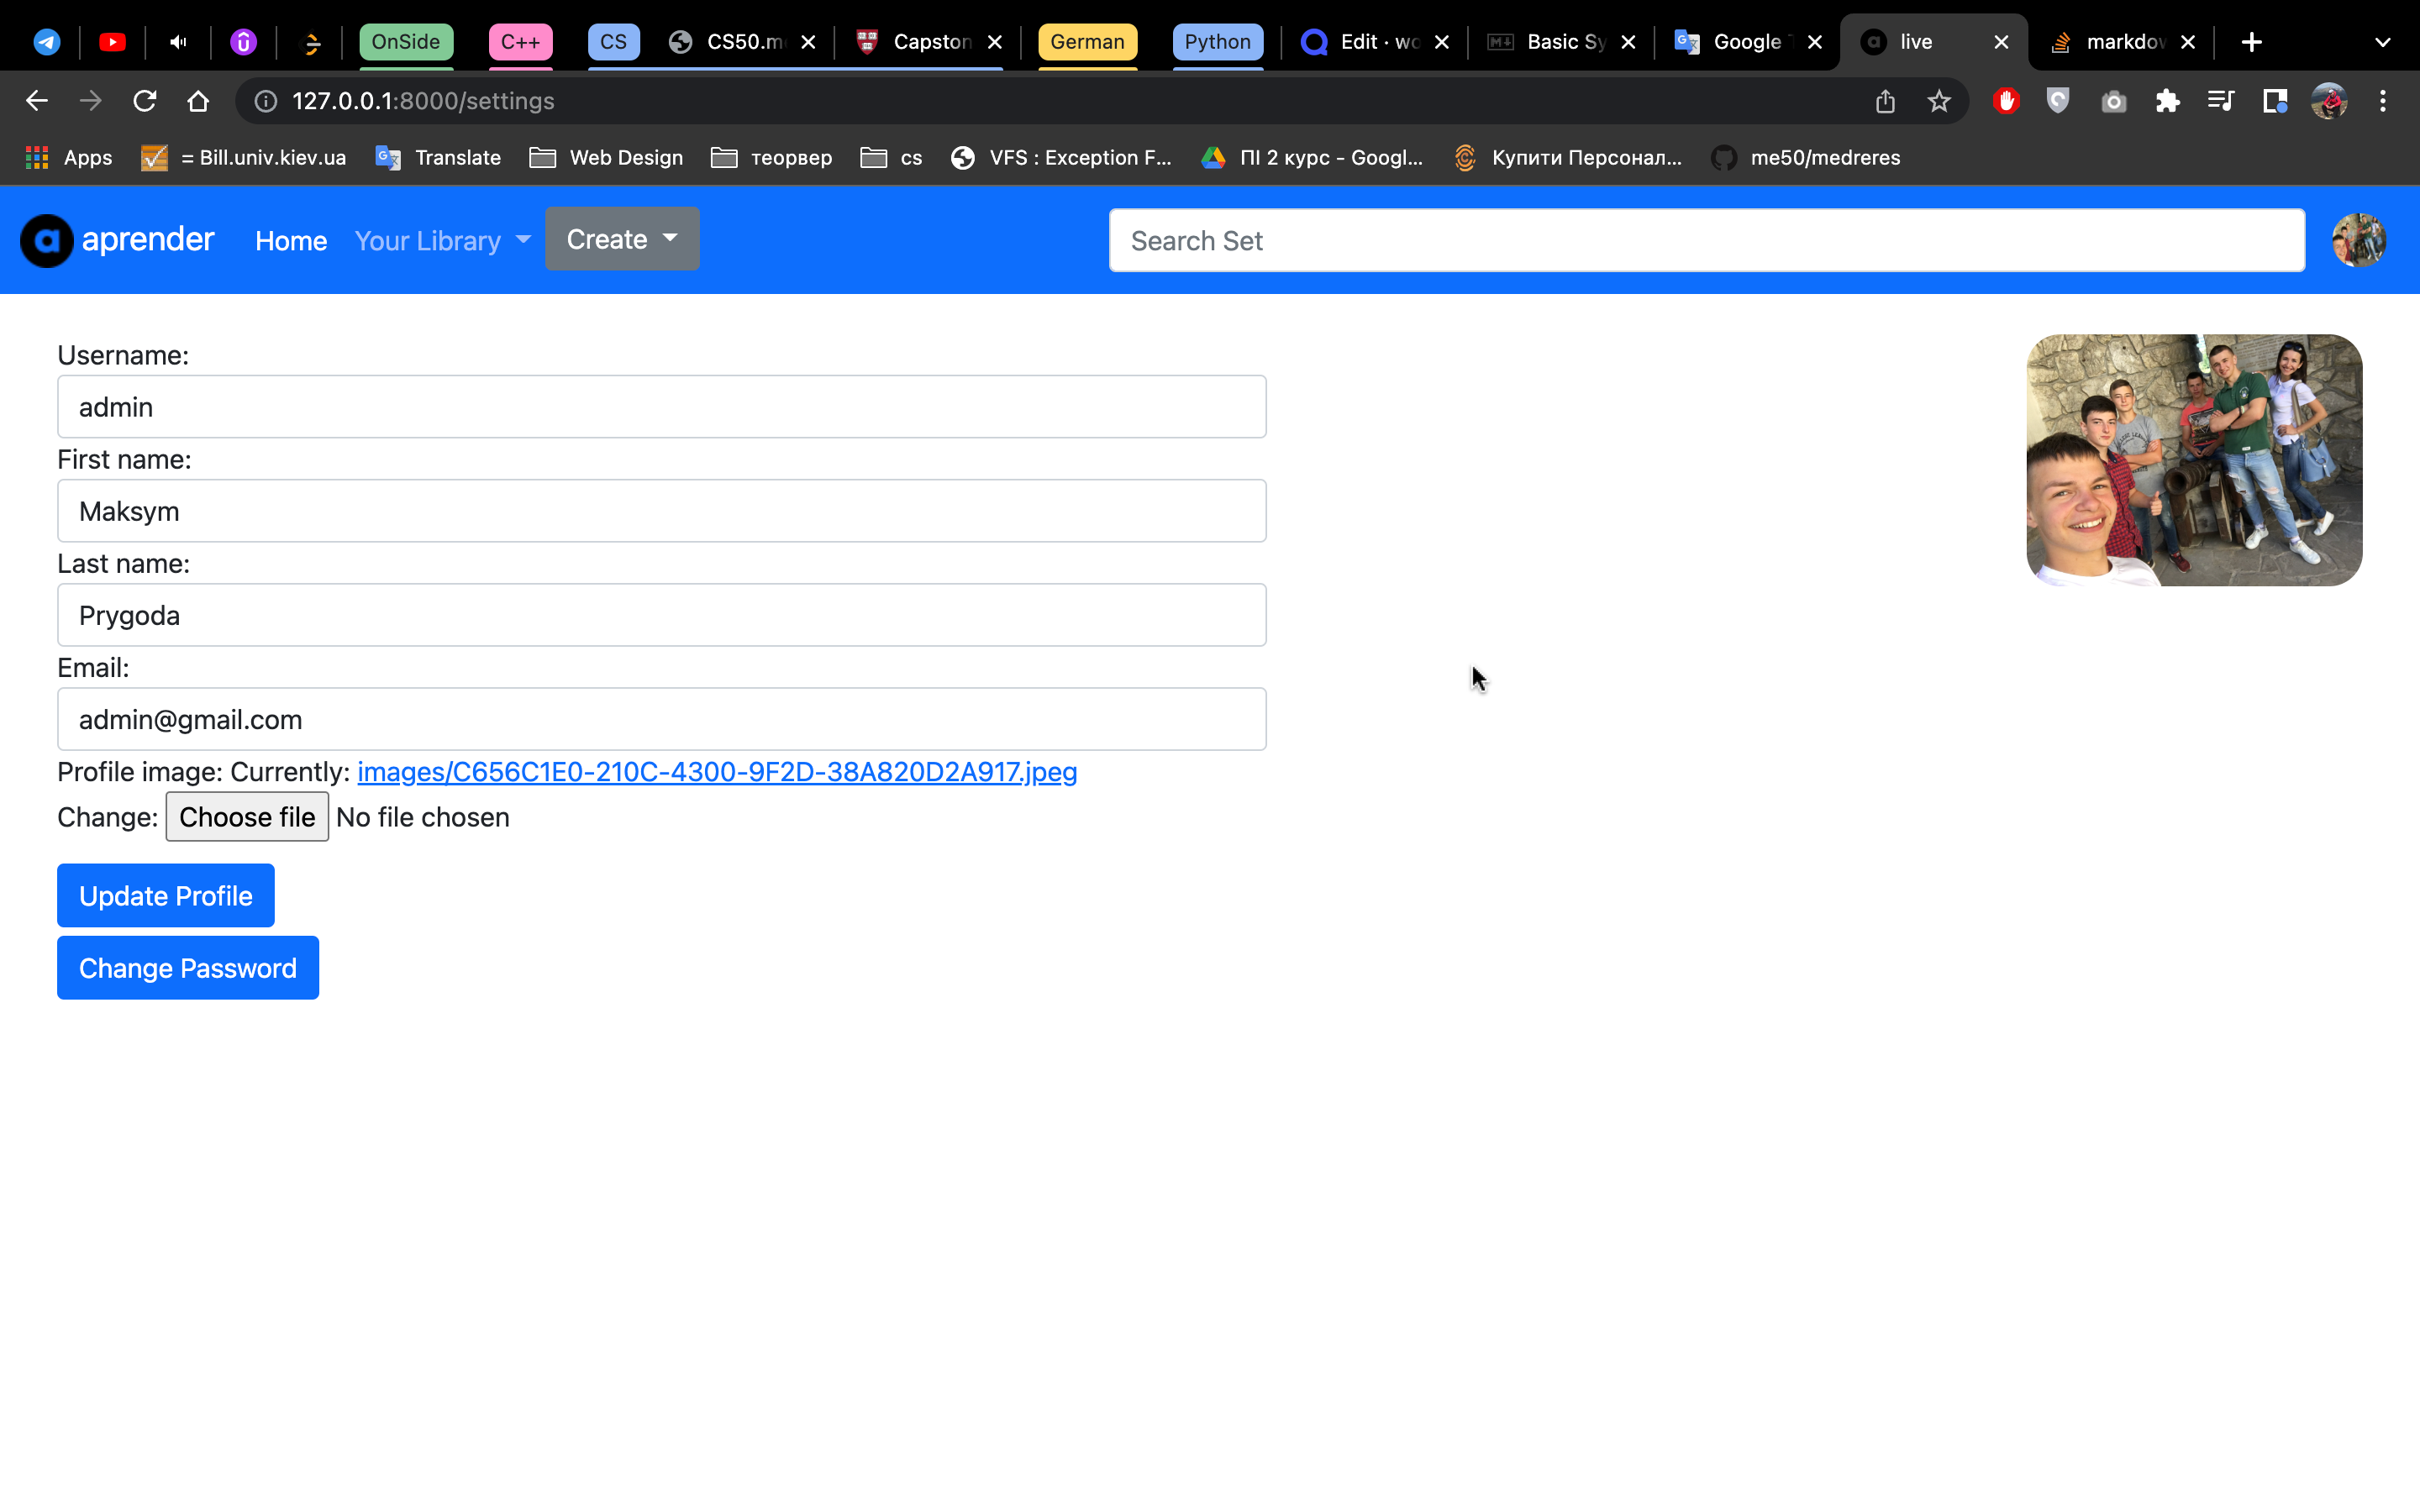 OnSide C++ CS CS50.m Capston German Python Edit · wo Basic Sy Google T live markdov
127.0.0.1:8000/settings
Apps = Bill.univ.kiev.ua Translate Web Design теорвер cs VFS : Exception F... ПІ 2 курс - Googl... Купити Персонал... me50/medreres
aprender Home Your Library Create Search Set
Username:
admin
First name:
Maksym
Last name:
Prygoda
Email:
admin@gmail.com
Profile image: Currently: images/C656C1E0-210C-4300-9F2D-38A820D2A917.jpeg
Change: Choose file No file chosen
Update Profile
Change Password